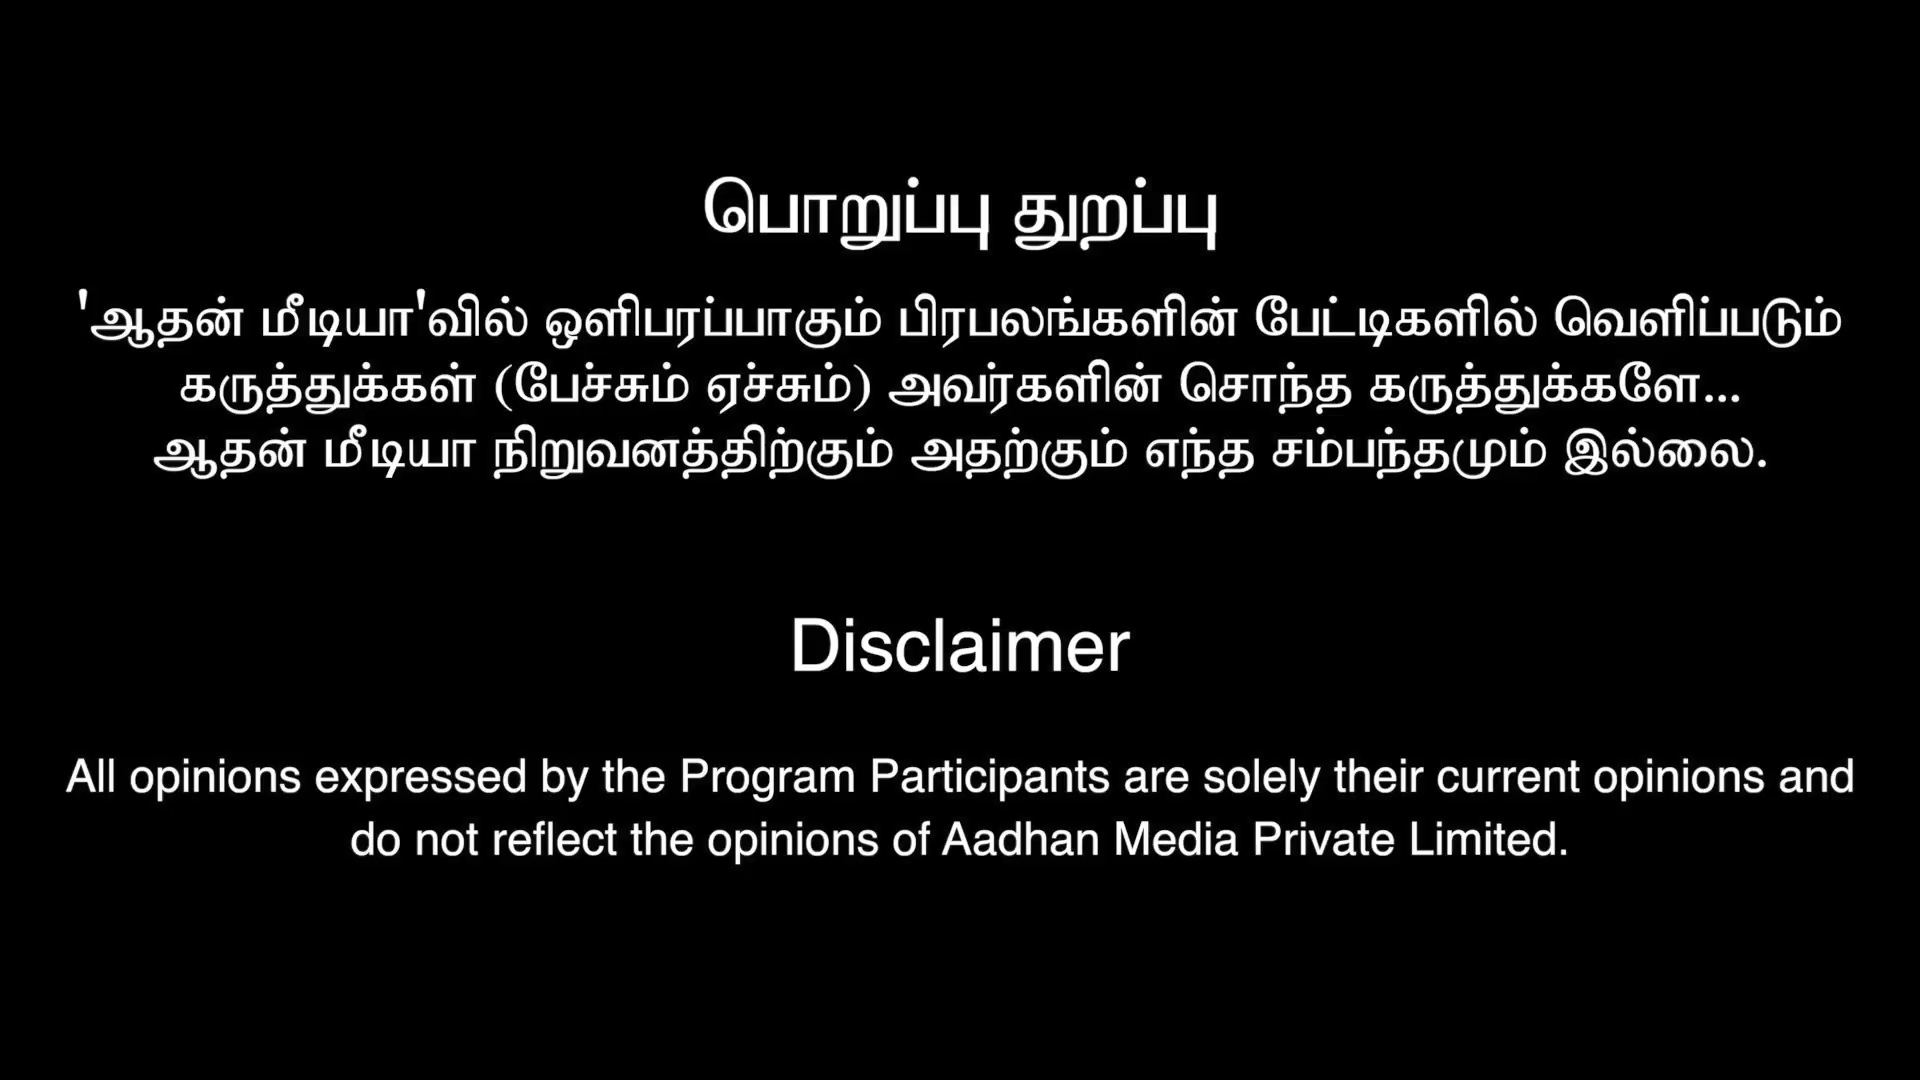 பொறுப்பு துறப்பு
'ஆதன் மீடியா'வில் ஒளிபரப்பாகும் பிரபலங்களின் பேட்டிகளில் வெளிப்படும்
கருத்துக்கள் (பேச்சும் ஏச்சும்) அவர்களின் சொந்த கருத்துக்களே...
ஆதன் மீடியா நிறுவனத்திற்கும் அதற்கும் எந்த சம்பந்தமும் இல்லை.
Disclaimer
All opinions expressed by the Program Participants are solely their current opinions and
do not reflect the opinions of Aadhan Media Private Limited.